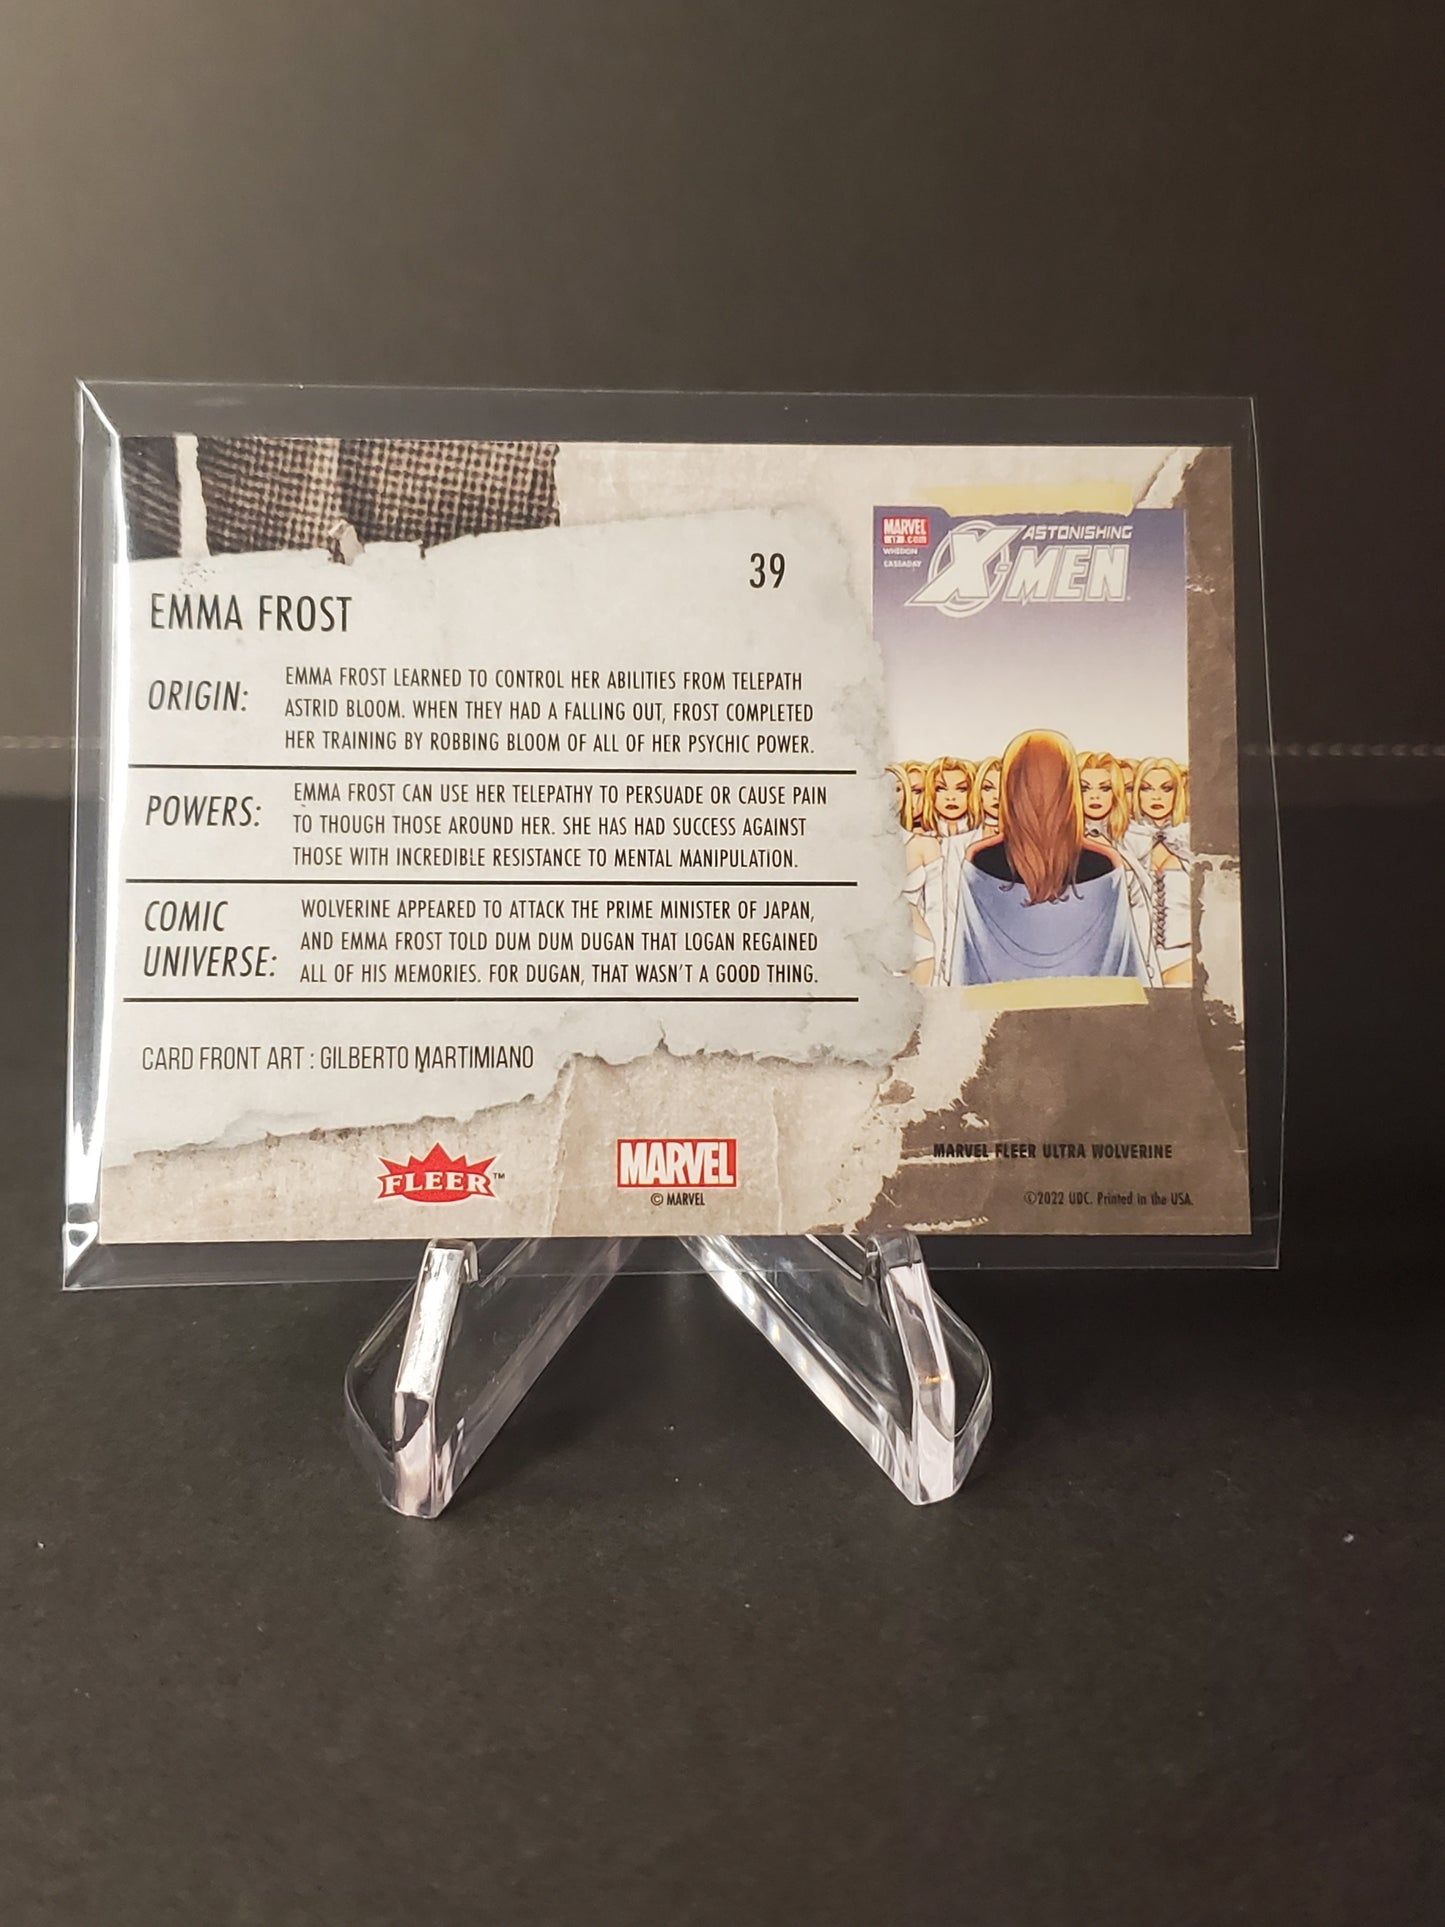 39
EMMA FROST
ORIGIN:
EMMA FROST LEARNED TO CONTROL HER ABILITIES FROM TELEPATH
ASTRID BLOOM. WHEN THEY HAD A FALLING OUT, FROST COMPLETED
HER TRAINING BY ROBBING BLOOM OF ALL OF HER PSYCHIC POWER.
POWERS:
EMMA FROST CAN USE HER TELEPATHY TO PERSUADE OR CAUSE PAIN
TO THOUGH THOSE AROUND HER. SHE HAS HAD SUCCESS AGAINST
THOSE WITH INCREDIBLE RESISTANCE TO MENTAL MANIPULATION.
COMIC
UNIVERSE:
WOLVERINE APPEARED TO ATTACK THE PRIME MINISTER OF JAPAN,
AND EMMA FROST TOLD DUM DUM DUGAN THAT LOGAN REGAINED
ALL OF HIS MEMORIES. FOR DUGAN, THAT WASN'T A GOOD THING.
CARD FRONT ART : GILBERTO MARTIMIANO
FLEER™
MARVEL
© MARVEL
MARVEL
.com
WHEDON
CASSADAY
ASTONISHING
X-MEN
MARVEL FLEER ULTRA WOLVERINE
©2022 UDC. Printed in the USA.